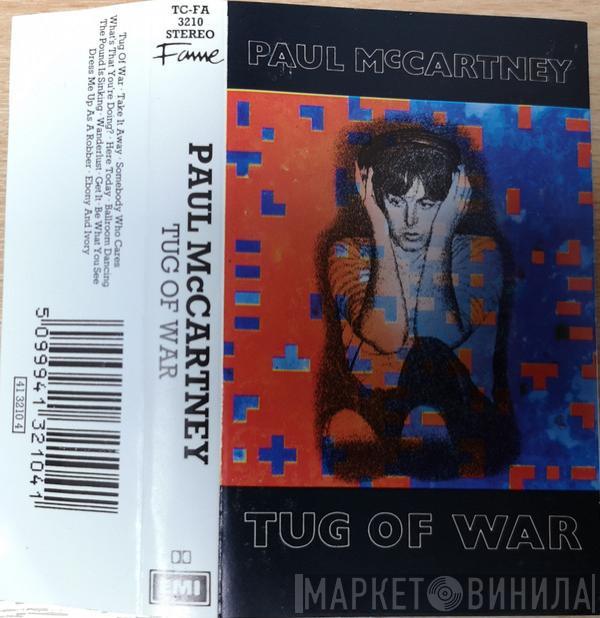 Tug Of War · Take It Away · Somebody Who Cares
What's That You're Doing? · Here Today · Ballroom Dancing
The Pound Is Sinking · Wanderlust · Get It · Be What You See
Dress Me Up As A Robber · Ebony And Ivory
5 099941 321041
41 3210 4
TC-FA
3210
STEREO
Fame
PAUL McCARTNEY
TUG OF WAR
EMI
PAUL McCARTNEY
TUG OF WAR
МАРКЕТ ВИНИЛА